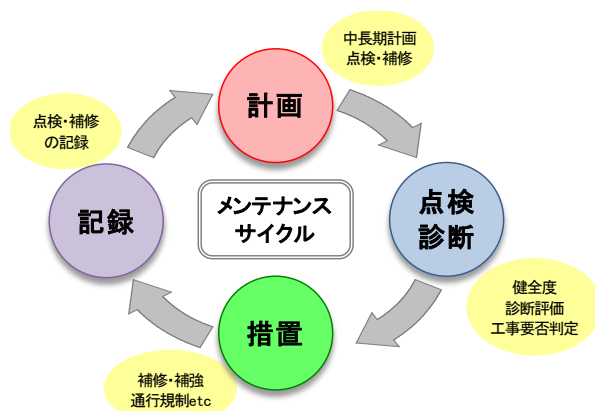 中長期計画
点検・補修
計画
点検・補修
の記録
メンテナンス
サイクル
点検
診断
記録
健全度
診断評価
工事要否判定
措置
補修・補強
通行規制etc